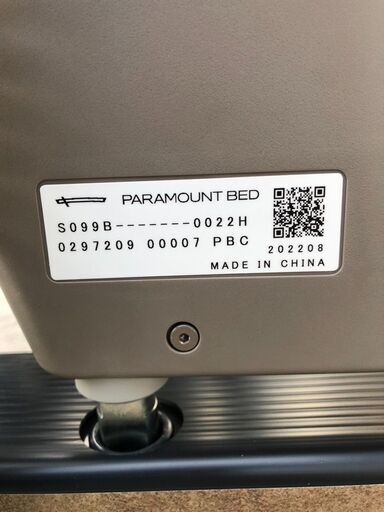 PARAMOUNT BED
S099B-------0022H
0297209 00007 PBC
202208
MADE IN CHINA